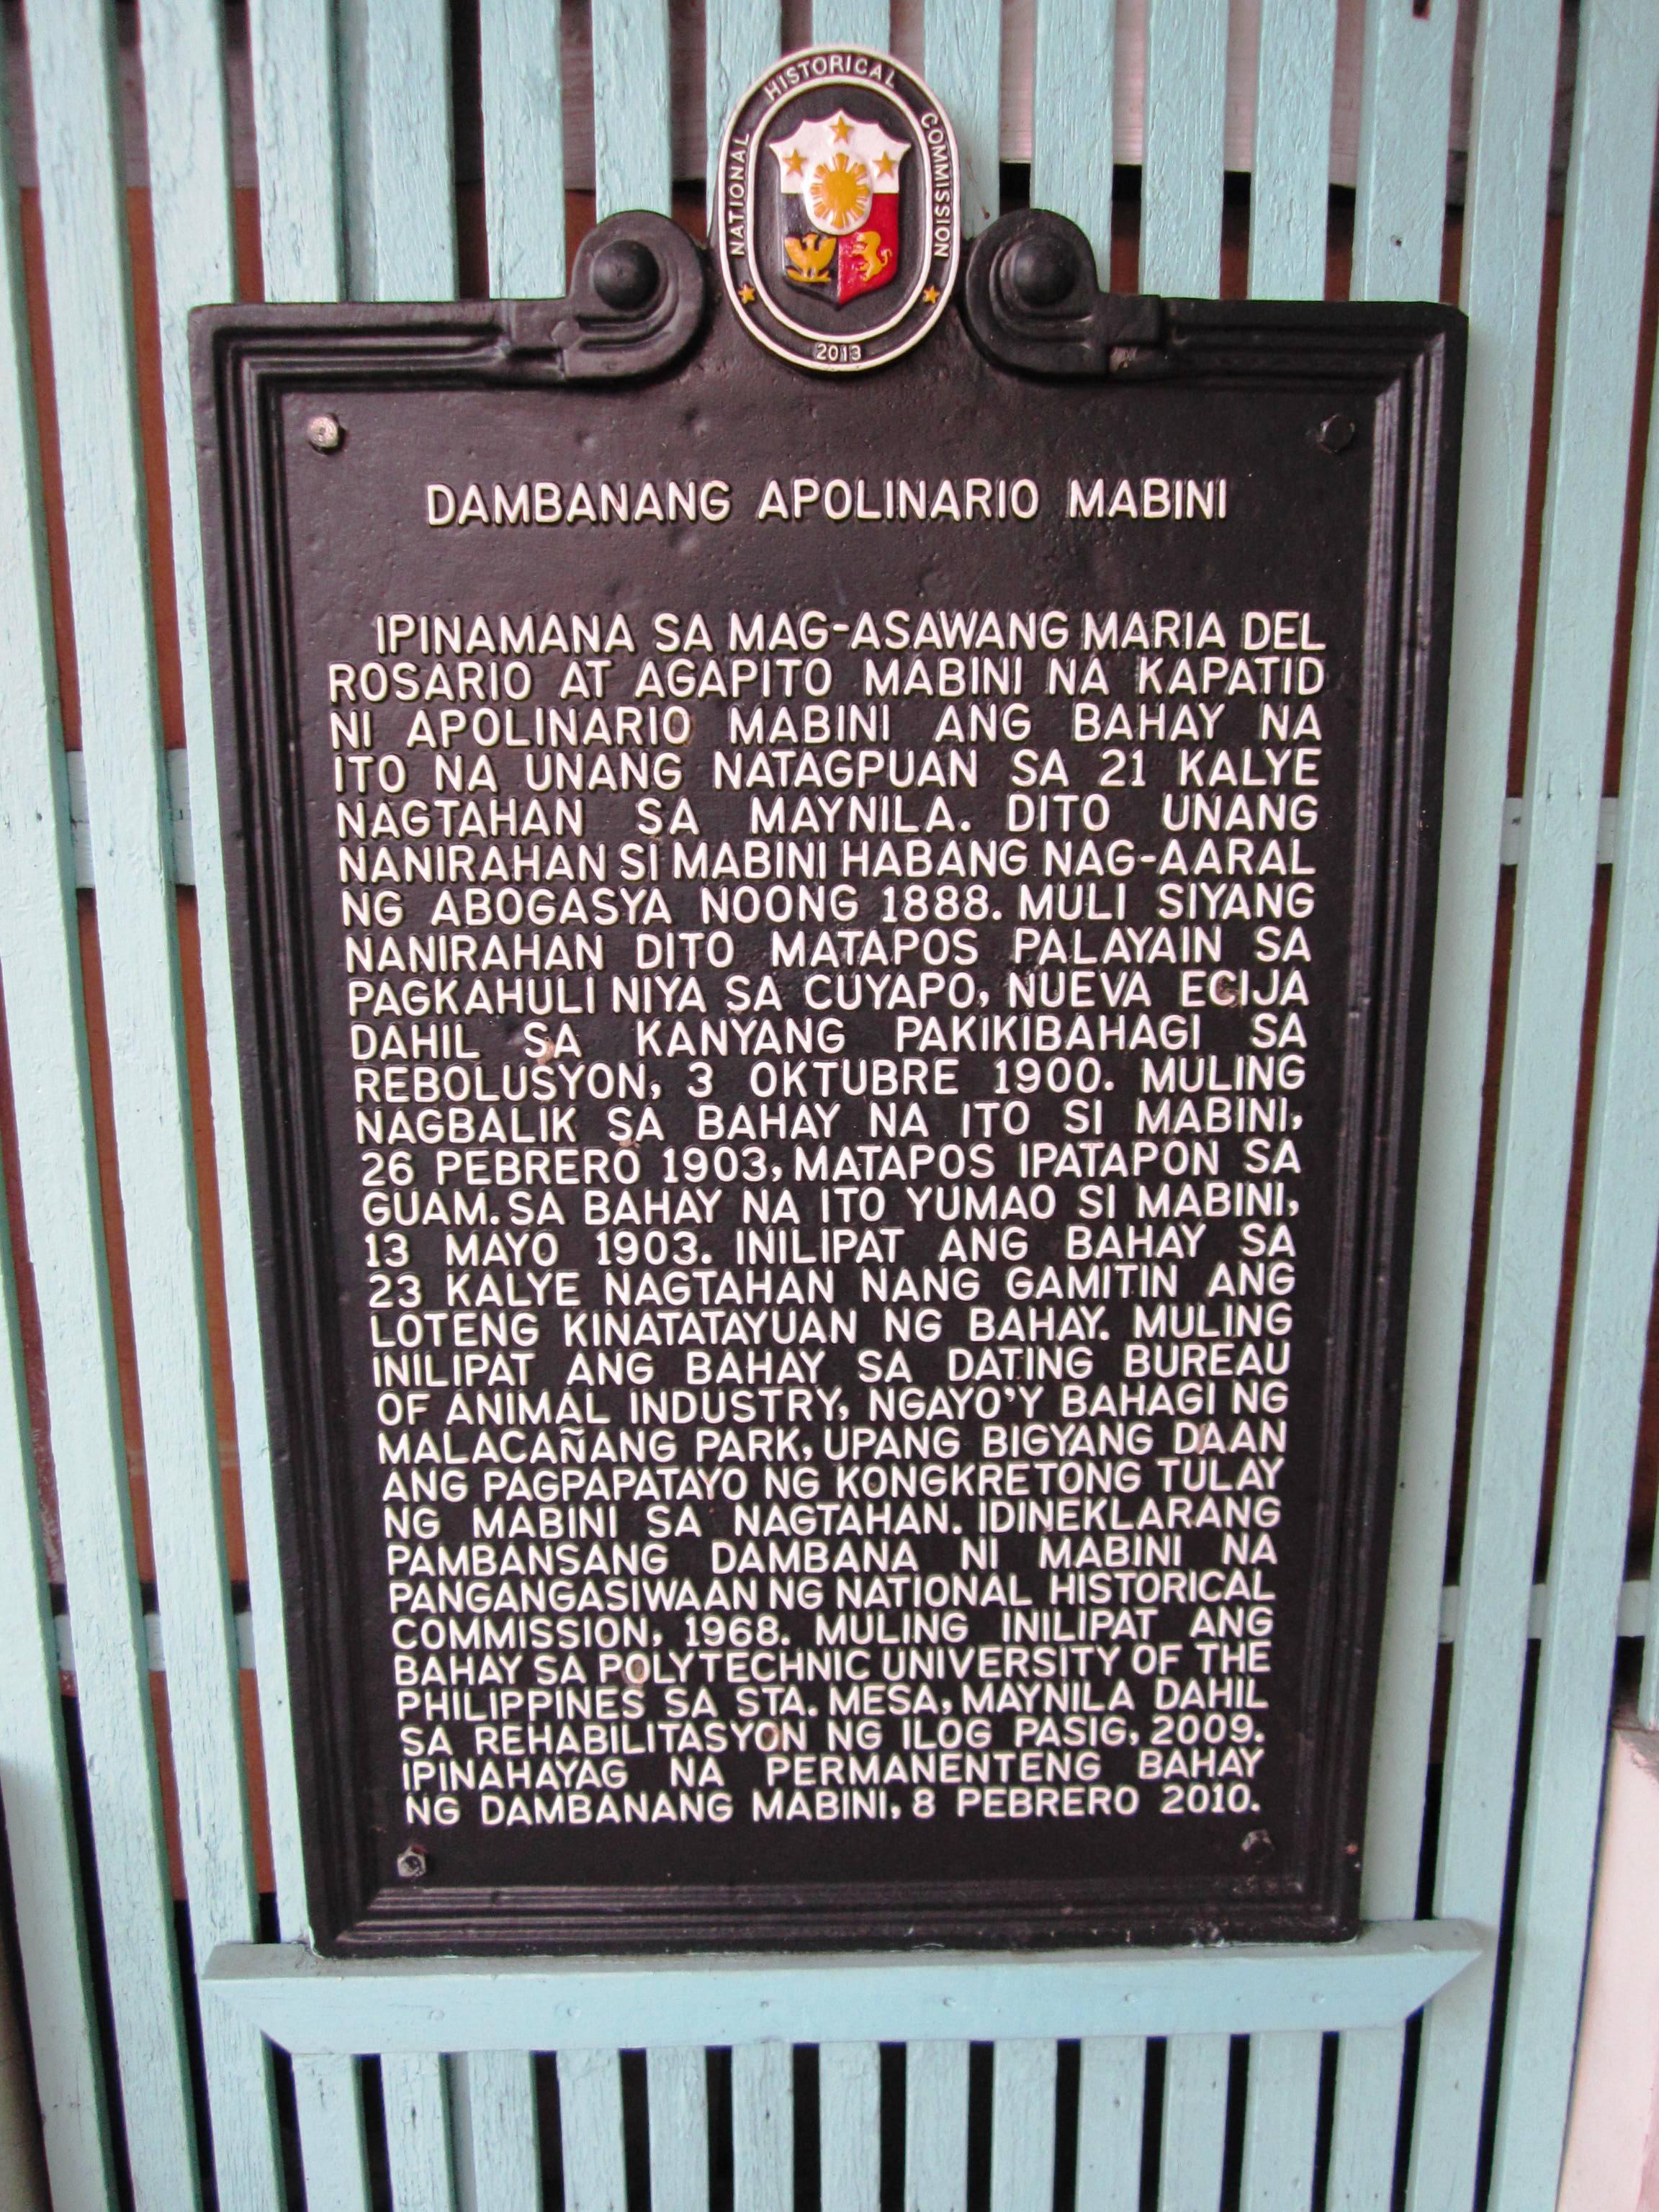 NATIONAL HISTORICAL COMMISSION
2013
DAMBANANG APOLINARIO MABINI
IPINAMANA SA MAG-ASAWANG MARIA DEL
ROSARIO AT AGAPITO MABINI NA KAPATID
NI APOLINARIO MABINI ANG BAHAY NA
ITO NA UNANG NATAGPUAN SA 21 KALYE
NAGTAHAN SA MAYNILA. DITO UNANG
NANIRAHAN SI MABINI HABANG NAG-AARAL
NG ABOGASYA NOONG 1888. MULI SIYANG
NANIRAHAN DITO MATAPOS PALAYAIN SA
PAGKAHULI NIYA SA CUYAPO, NUEVA ECIJA
DAHIL SA KANYANG PAKIKIBAHAGI SA
REBOLUSYON, 3 OKTUBRE 1900. MULING
NAGBALIK SA BAHAY NA ITO SI MABINI,
26 PEBRERO 1903, MATAPOS IPATAPON SA
GUAM. SA BAHAY NA ITO YUMAO SI MABINI,
13 MAYO 1903. INILIPAT ANG BAHAY SA
23 KALYE NAGTAHAN NANG GAMITIN ANG
LOTENG KINATATAYUAN NG BAHAY. MULING
INILIPAT ANG BAHAY SA DATING BUREAU
OF ANIMAL INDUSTRY, NGAYO'Y BAHAGI NG
MALACAÑANG PARK, UPANG BIGYANG DAAN
ANG PAGPAPATAYO NG KONGKRETONG TULAY
NG MABINI SA NAGTAHAN. IDINEKLARANG
PAMBANSANG DAMBANA NI MABINI NA
PANGANGASIWAAN NG NATIONAL HISTORICAL
COMMISSION, 1968. MULING INILIPAT ANG
BAHAY SA POLYTECHNIC UNIVERSITY OF THE
PHILIPPINES SA STA. MESA, MAYNILA DAHIL
SA REHABILITASYON NG ILOG PASIG, 2009.
IPINAHAYAG NA PERMANENTENG BAHAY
NG DAMBANANG MABINI, 8 PEBRERO 2010.